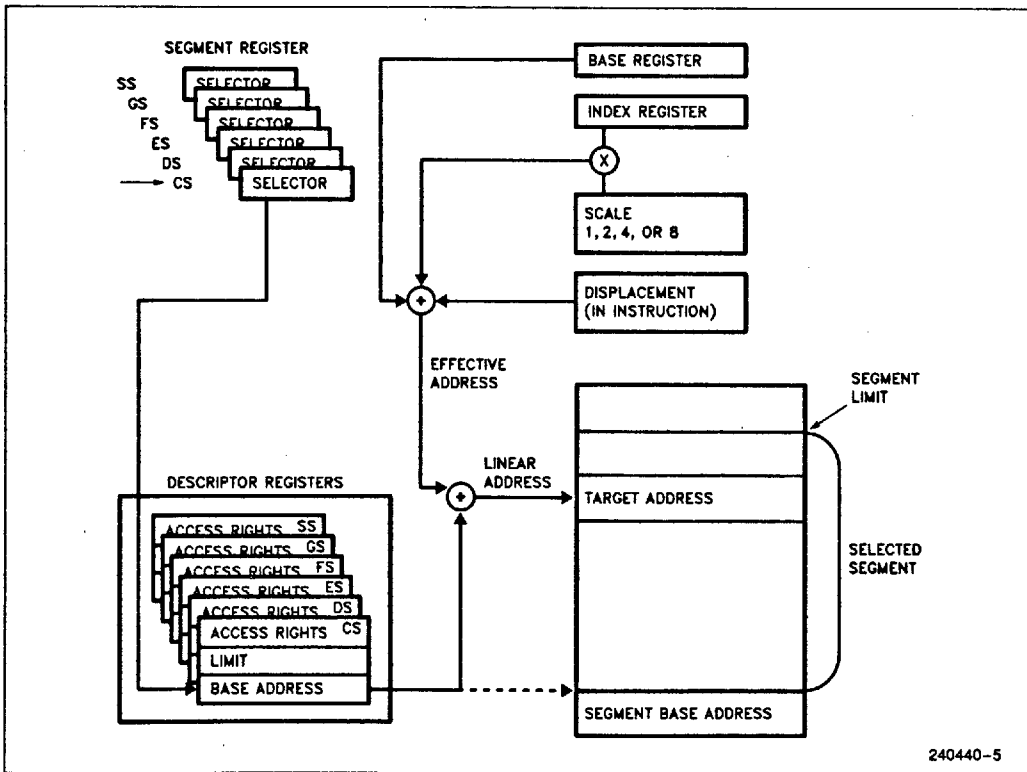 SEGMENT REGISTER
SS
GS
FS
ES
DS
CS
SELECTOR
SELECTOR
SELECTOR
SELECTOR
SELECTOR
SELECTOR
BASE REGISTER
INDEX REGISTER
X
SCALE
1, 2, 4, OR 8
DISPLACEMENT
(IN INSTRUCTION)
+
EFFECTIVE
ADDRESS
SEGMENT
LIMIT
LINEAR
ADDRESS
+
TARGET ADDRESS
SELECTED
SEGMENT
SEGMENT BASE ADDRESS
DESCRIPTOR REGISTERS
ACCESS RIGHTS SS
ACCESS RIGHTS GS
ACCESS RIGHTS FS
ACCESS RIGHTS ES
ACCESS RIGHTS DS
ACCESS RIGHTS CS
LIMIT
BASE ADDRESS
240440-5